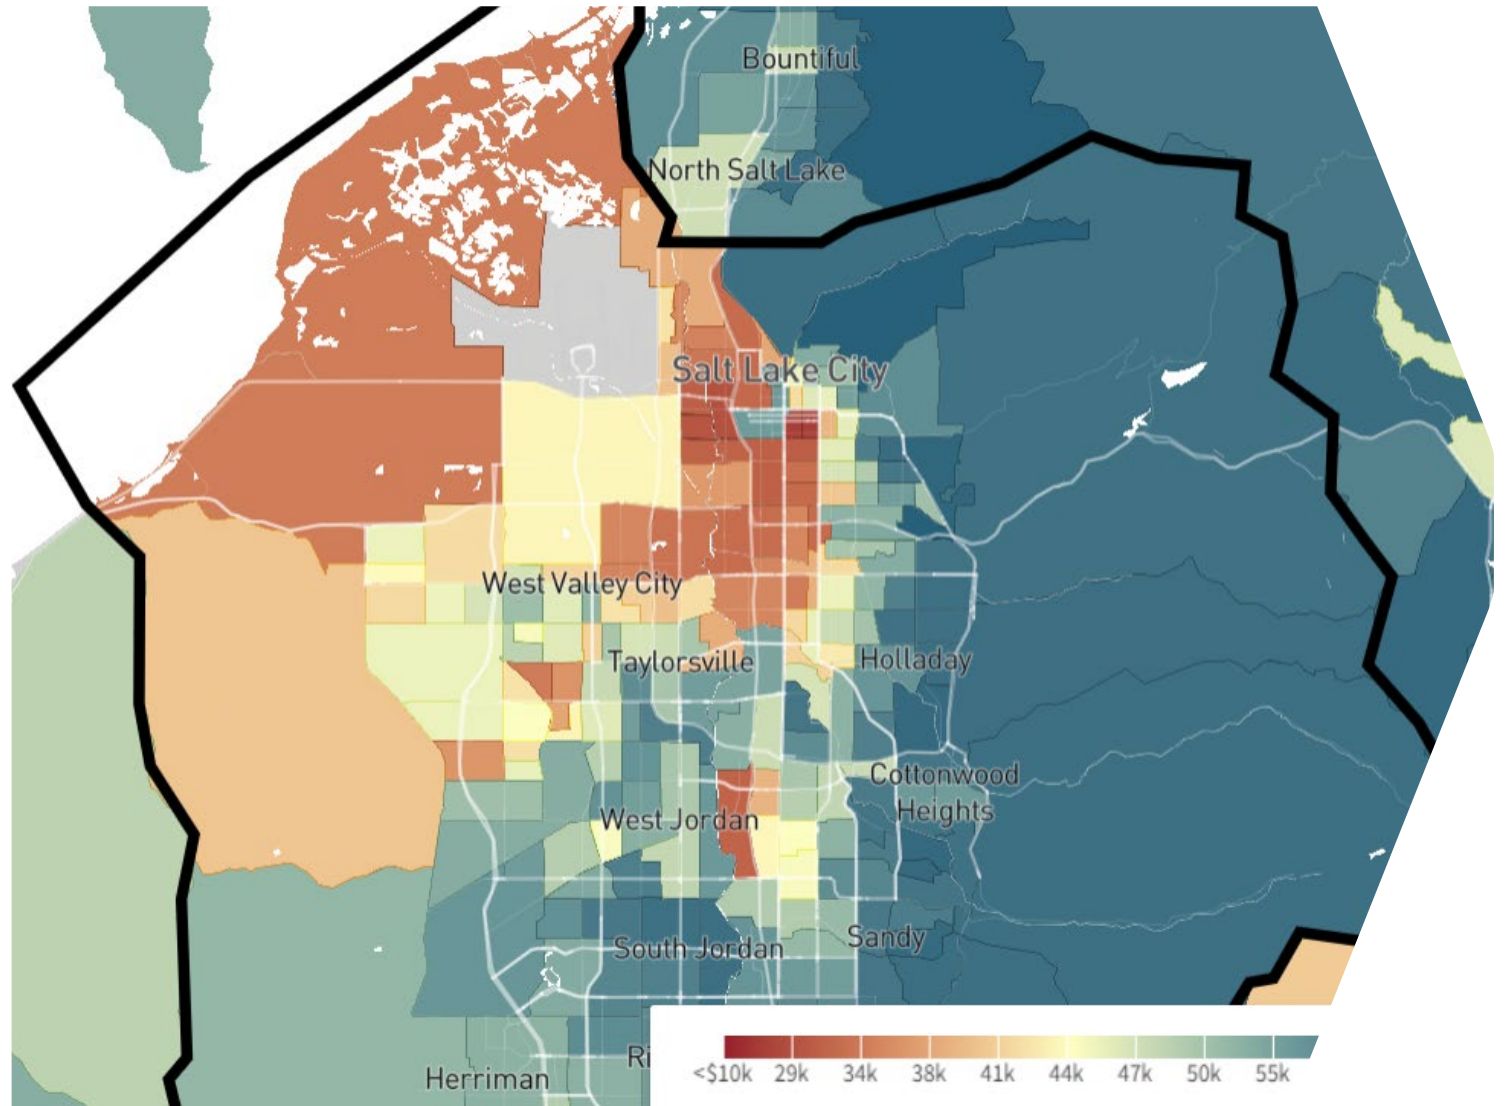 Bountiful
North Salt Lake
Salt Lake City
West Valley City
Taylorsville
Holladay
Cottonwood
Heights
West Jordan
Sandy
South Jordan
Ri
Herriman
<$10k 29k 34k 38k 41k 44k 47k 50k 55k